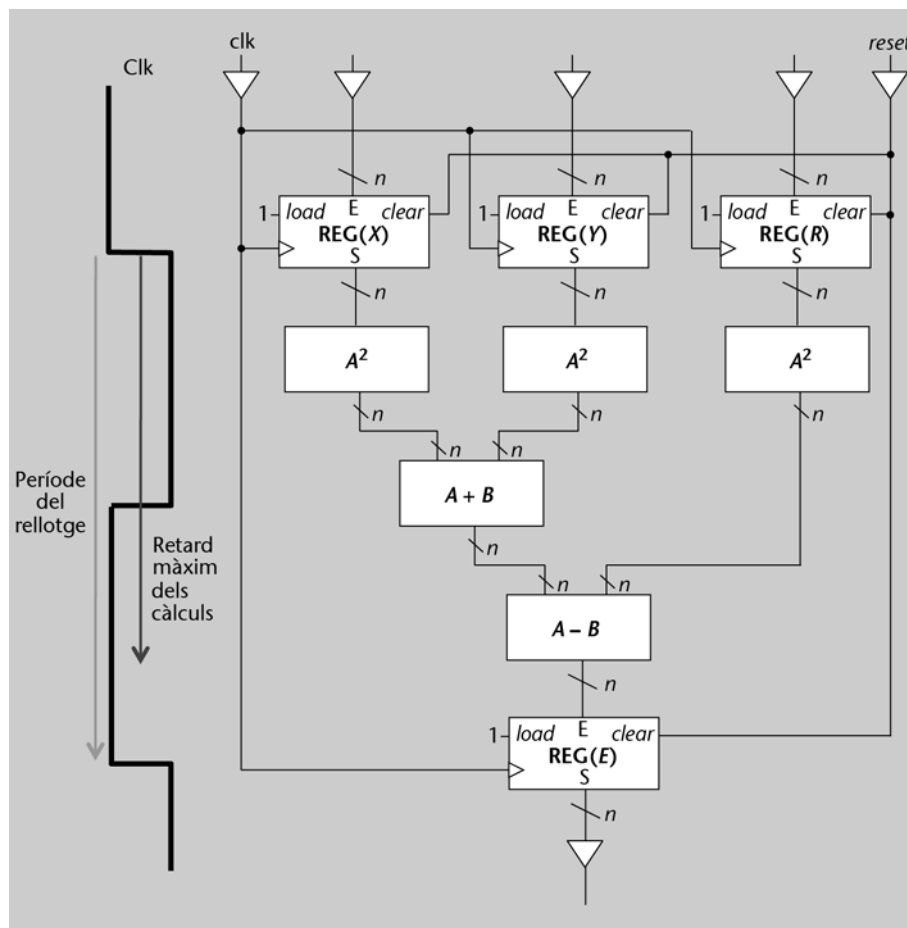 clk
reset
Clk
n
n
n
1
load
E
clear
REG(X)
S
1
load
E
clear
REG(Y)
S
1
load
E
clear
REG(R)
S
n
n
n
A²
A²
A²
n
n
n
n
n
A + B
Període
del
rellotge
Retard
màxim
dels
càlculs
n
n
n
A – B
n
1
load
E
clear
REG(E)
S
n